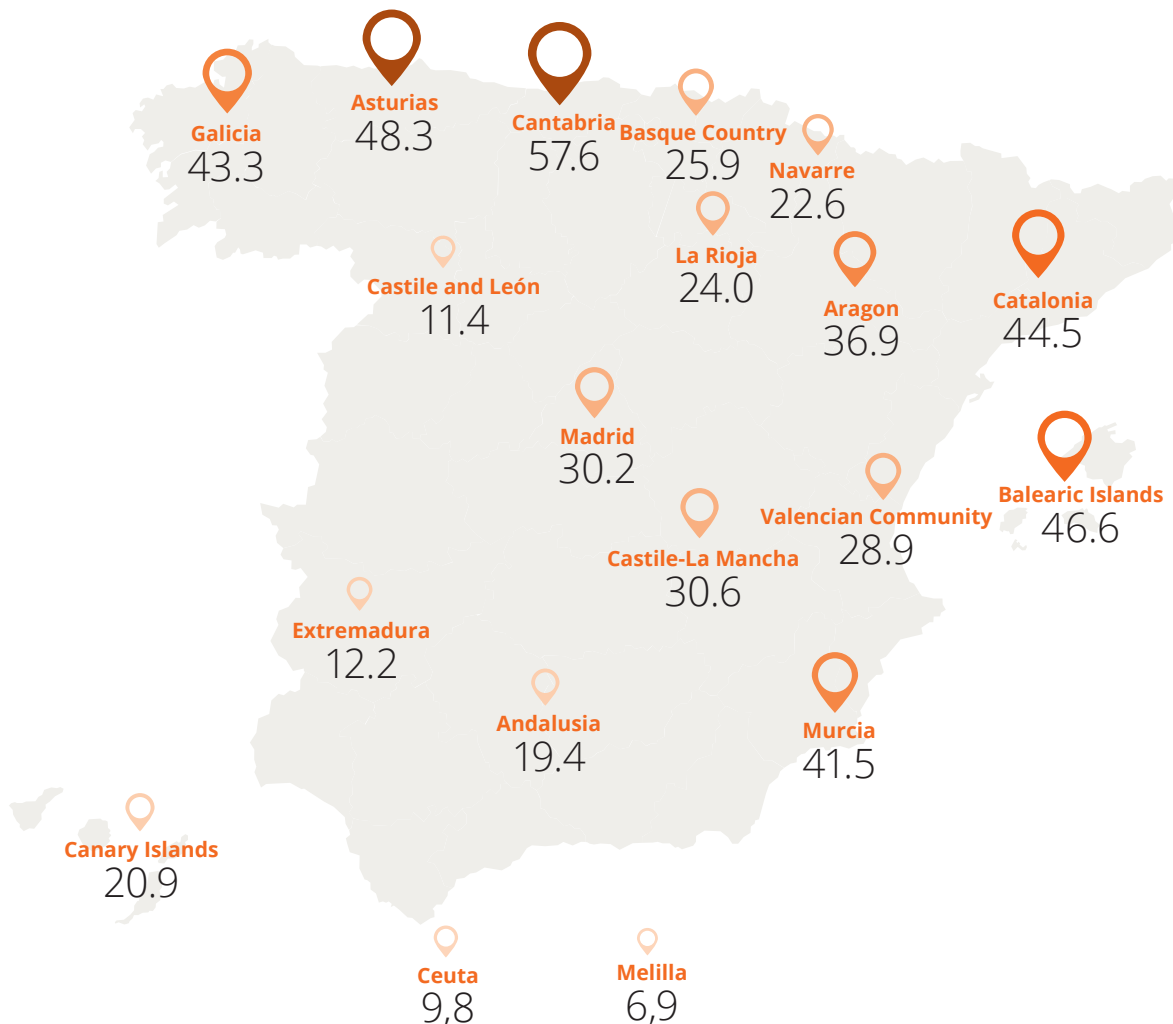 Asturias
48.3
Cantabria
57.6
Galicia
43.3
Basque Country
25.9
Navarre
22.6
La Rioja
24.0
Castile and León
11.4
Aragon
36.9
Catalonia
44.5
Madrid
30.2
Balearic Islands
46.6
Valencian Community
28.9
Castile-La Mancha
30.6
Extremadura
12.2
Andalusia
19.4
Murcia
41.5
Canary Islands
20.9
Ceuta
9,8
Melilla
6,9